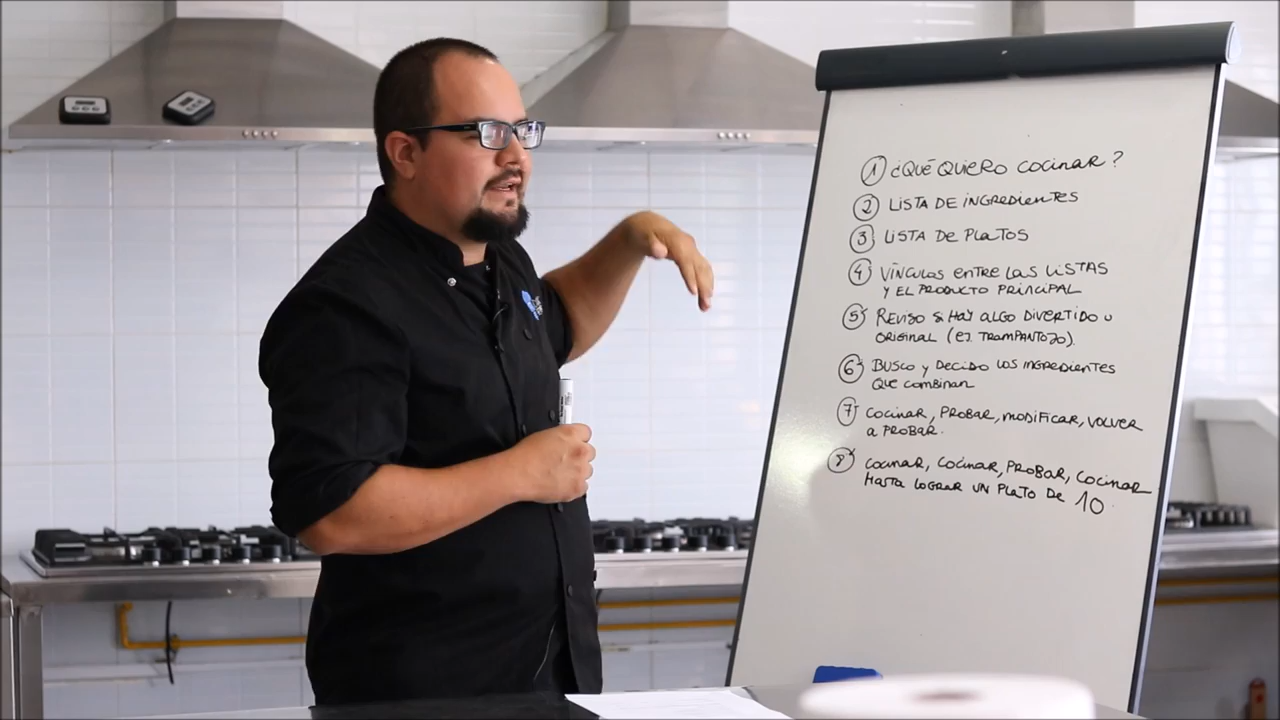 1 ¿QUÉ QUIERO COCINAR?
2 LISTA DE INGREDIENTES
3 LISTA DE PLATOS
4 VÍNCULOS ENTRE LAS LISTAS
Y EL PRODUCTO PRINCIPAL
5 REVISO SI HAY ALGO DIVERTIDO U
ORIGINAL (EJ. TROMPANTOJO).
6 BUSCO Y DECIDO LOS INGREDIENTES
QUE COMBINAN
7 COCINAR, PROBAR, MODIFICAR, VOLVER
A PROBAR.
8 COCINAR, COCINAR, PROBAR, COCINAR
HASTA LOGRAR UN PLATO DE 10.